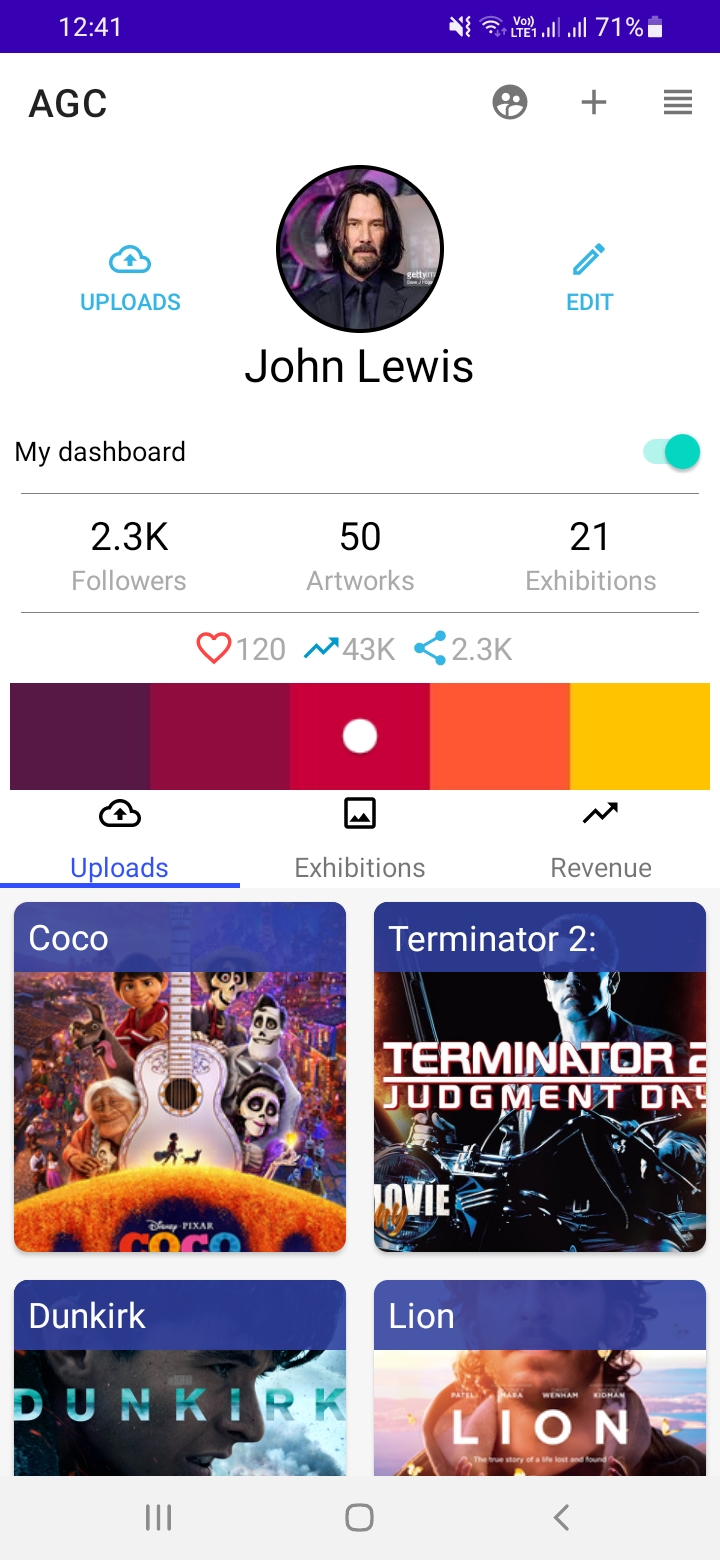 12:41 Vo)) LTE1 71%
AGC
gettyim
UPLOADS
EDIT
John Lewis
My dashboard
2.3K 50 21
Followers Artworks Exhibitions
120 43K 2.3K
Uploads Exhibitions Revenue
Coco
Terminator 2:
TERMINATOR 2
JUDGMENT DAY
MOVIE
Disney PIXAR
COCO
Dunkirk
Lion
DUNKIRK
PATEL MARA WENHAM KIDMAN
LION
The true story of a life lost and found